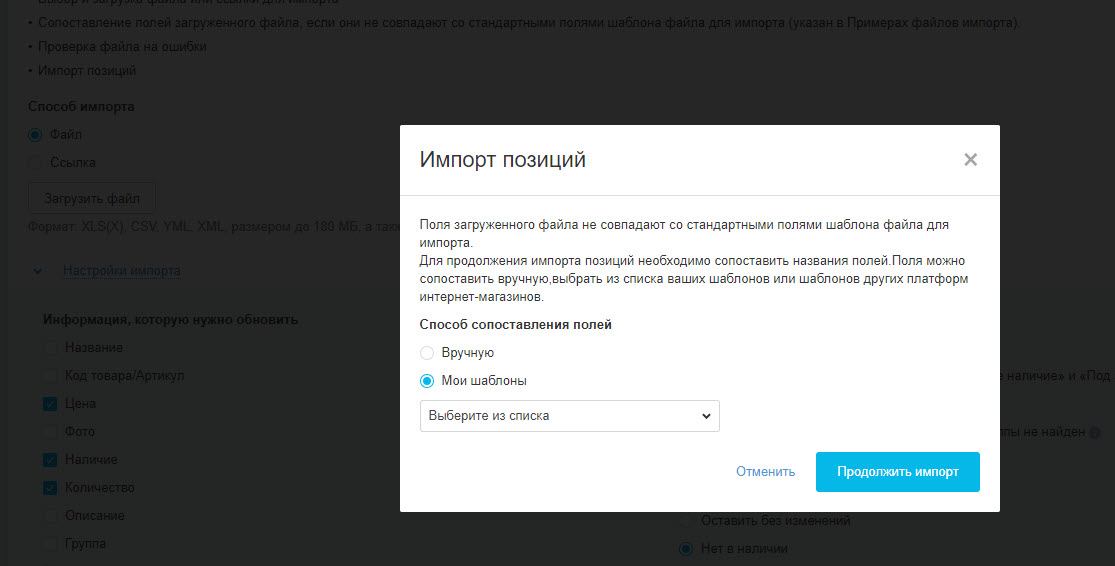 • Выбор и загрузка файла или ссылки для импорта
• Сопоставление полей загруженного файла, если они не совпадают со стандартными полями шаблона файла для импорта (указан в Примерах файлов импорта).
• Проверка файла на ошибки
• Импорт позиций
Способ импорта
Файл
Ссылка
Загрузить файл
Формат: XLS(X), CSV, YML, XML, размером до 180 МБ, а так
Настройки импорта
Информация, которую нужно обновить
Название
Код товара/Артикул
Цена
Фото
Наличие
Количество
Описание
Группа
Импорт позиций
×
Поля загруженного файла не совпадают со стандартными полями шаблона файла для
импорта.
Для продолжения импорта позиций необходимо сопоставить названия полей.Поля можно
сопоставить вручную,выбрать из списка ваших шаблонов или шаблонов других платформ
интернет-магазинов.
Способ сопоставления полей
Вручную
Мои шаблоны
Выберите из списка
Отменить
Продолжить импорт
е наличие» и «Под
пы не найден
Оставить без изменений
Нет в наличии